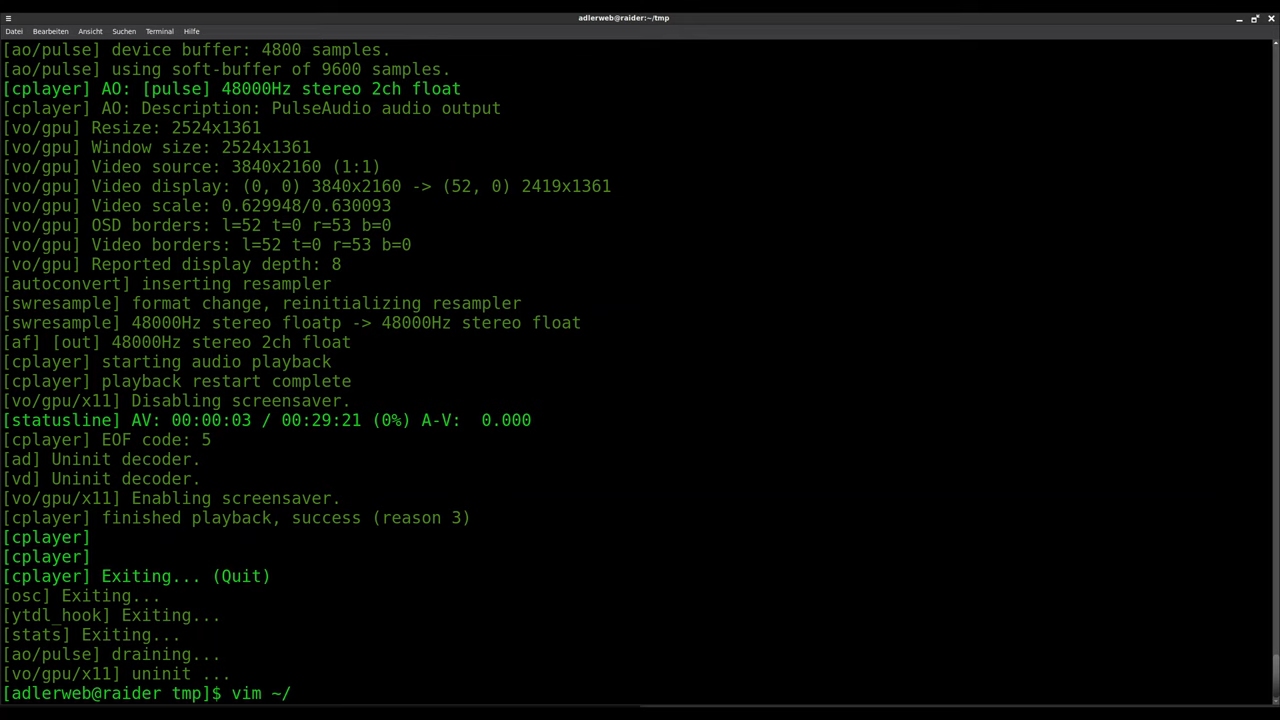 adlerweb@raider:~/tmp
Datei Bearbeiten Ansicht Suchen Terminal Hilfe
[ao/pulse] device buffer: 4800 samples.
[ao/pulse] using soft-buffer of 9600 samples.
[cplayer] AO: [pulse] 48000Hz stereo 2ch float
[cplayer] AO: Description: PulseAudio audio output
[vo/gpu] Resize: 2524x1361
[vo/gpu] Window size: 2524x1361
[vo/gpu] Video source: 3840x2160 (1:1)
[vo/gpu] Video display: (0, 0) 3840x2160 -> (52, 0) 2419x1361
[vo/gpu] Video scale: 0.629948/0.630093
[vo/gpu] OSD borders: l=52 t=0 r=53 b=0
[vo/gpu] Video borders: l=52 t=0 r=53 b=0
[vo/gpu] Reported display depth: 8
[autoconvert] inserting resampler
[swresample] format change, reinitializing resampler
[swresample] 48000Hz stereo floatp -> 48000Hz stereo float
[af] [out] 48000Hz stereo 2ch float
[cplayer] starting audio playback
[cplayer] playback restart complete
[vo/gpu/x11] Disabling screensaver.
[statusline] AV: 00:00:03 / 00:29:21 (0%) A-V:  0.000
[cplayer] EOF code: 5
[ad] Uninit decoder.
[vd] Uninit decoder.
[vo/gpu/x11] Enabling screensaver.
[cplayer] finished playback, success (reason 3)
[cplayer]
[cplayer]
[cplayer] Exiting... (Quit)
[osc] Exiting...
[ytdl_hook] Exiting...
[stats] Exiting...
[ao/pulse] draining...
[vo/gpu/x11] uninit ...
[adlerweb@raider tmp]$ vim ~/